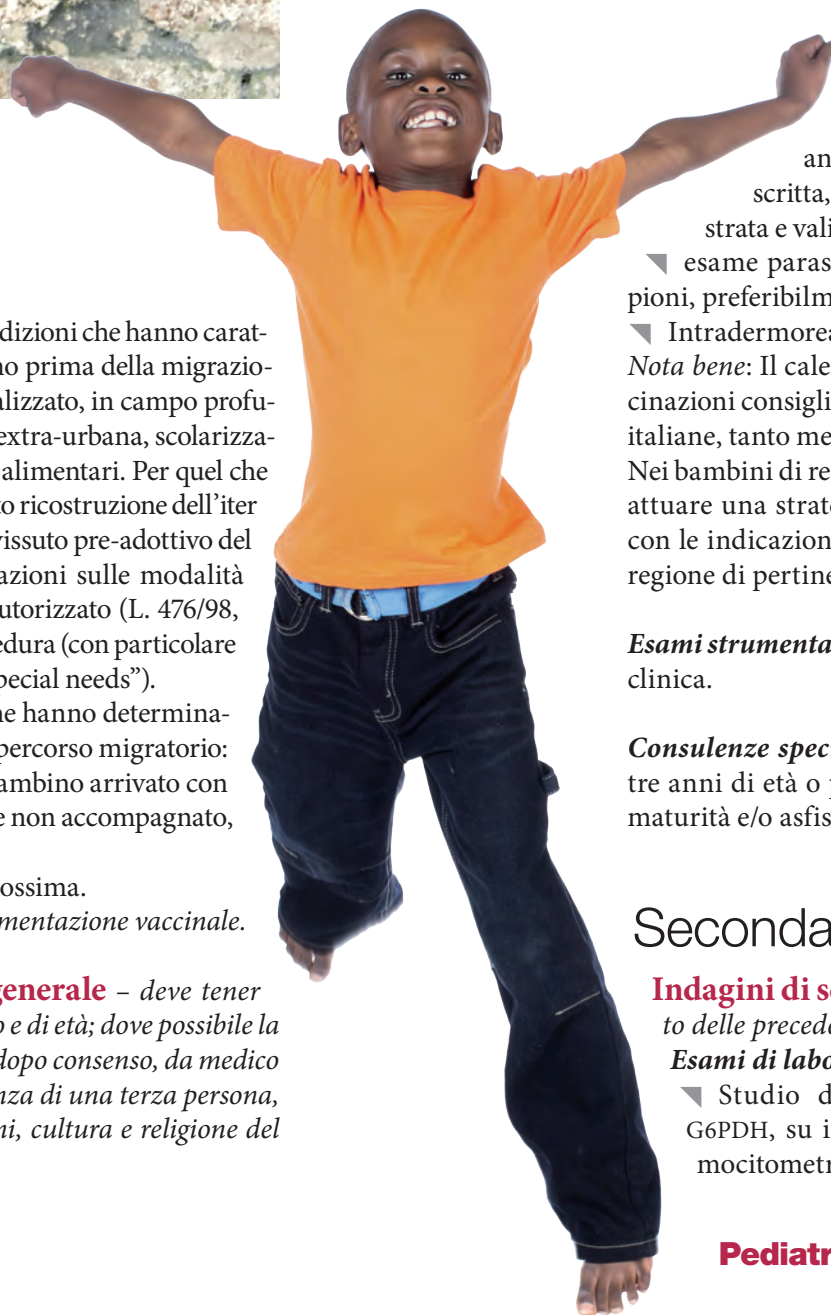 dizioni che hanno carat-
no prima della migrazio-
alizzato, in campo profu-
extra-urbana, scolarizza-
alimentari. Per quel che
to ricostruzione dell’iter
vissuto pre-adottivo del
azioni sulle modalità
utorizzato (L. 476/98,
edura (con particolare
pecial needs”).
he hanno determina-
percorso migratorio:
ambino arrivato con
e non accompagnato,
ossima.
mentazione vaccinale.
generale – deve tener
o e di età; dove possibile la
dopo consenso, da medico
nza di una terza persona,
ni, cultura e religione del
an
scritta,
strata e vali
esame paras
pioni, preferibilm
Intradermorea
Nota bene: Il cale
cinazioni consigli
italiane, tanto me
Nei bambini di re
attuare una strate
con le indicazion
regione di pertine
Esami strumenta
clinica.
Consulenze spec
tre anni di età o p
maturità e/o asfis
Seconda
Indagini di se
to delle precede
Esami di labo
Studio d
G6PDH, su i
mocitometr
Pediatr